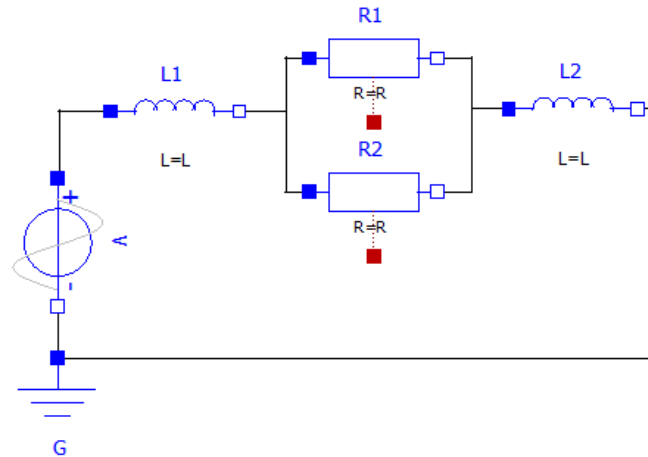 R1
L1
R=R
L2
L=L
R2
L=L
+
V
R=R
-
G